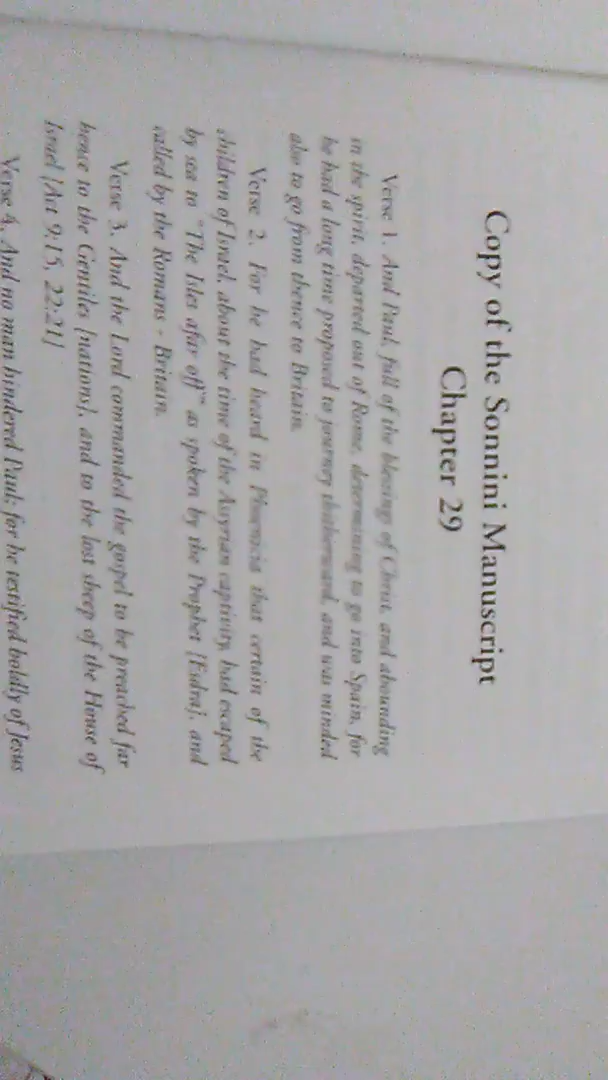 Copy of the Sonnini Manuscript
Chapter 29
Verse 1. And Paul, full of the blessings of Christ, and abounding
in the spirit, departed out of Rome, determining to go into Spain, for
he had a long time proposed to journey thitherward, and was minded
also to go from thence to Britain.
Verse 2. For he had heard in Phoenicia that certain of the
children of Israel, about the time of the Assyrian captivity, had escaped
by sea to "The Isles afar off" as spoken by the Prophet [Esdra], and
called by the Romans - Britain.
Verse 3. And the Lord commanded the gospel to be preached far
hence to the Gentiles [nations], and to the lost sheep of the House of
Israel [Act 9:15, 22:21]
Verse 4. And no man hindered Paul; for he testified boldly of Jesus